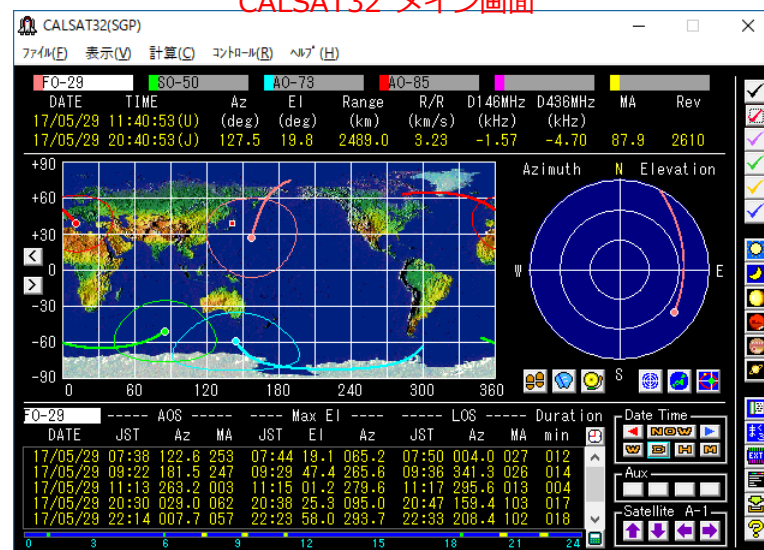 CALSAT32 メイン画面
CALSAT32(SGP)
ファイル(F) 表示(V) 計算(C) コントロール(R) ヘルプ(H)
FO-29 SO-50 AO-73 AO-85
DATE TIME Az El Range R/R D146MHz D436MHz MA Rev
17/05/29 11:40:53(U) (deg) (deg) (km) (km/s) (kHz) (kHz)
17/05/29 20:40:53(J) 127.5 19.8 2489.0 3.23 -1.57 -4.70 87.9 2610
+90
+60
+30
0
-30
-60
-90
0 60 120 180 240 300 360
< 
>
Azimuth N Elevation
W E
S
FO-29 ----- AOS ----- ---- Max El ---- ----- LOS ----- Duration
DATE JST Az MA JST El Az JST Az MA min
17/05/29 07:38 122.6 253 07:44 19.1 065.2 07:50 004.0 027 012
17/05/29 09:22 181.5 247 09:29 47.4 265.6 09:36 341.3 026 014
17/05/29 11:13 263.2 003 11:15 01.2 279.6 11:17 295.6 013 004
17/05/29 20:30 029.0 062 20:38 25.3 095.0 20:47 159.4 103 017
17/05/29 22:14 007.7 057 22:23 58.0 293.7 22:33 208.4 102 018
0 3 6 9 12 15 18 21 24
Date Time
NOW
W D H M
Aux
Satellite A-1
EXT